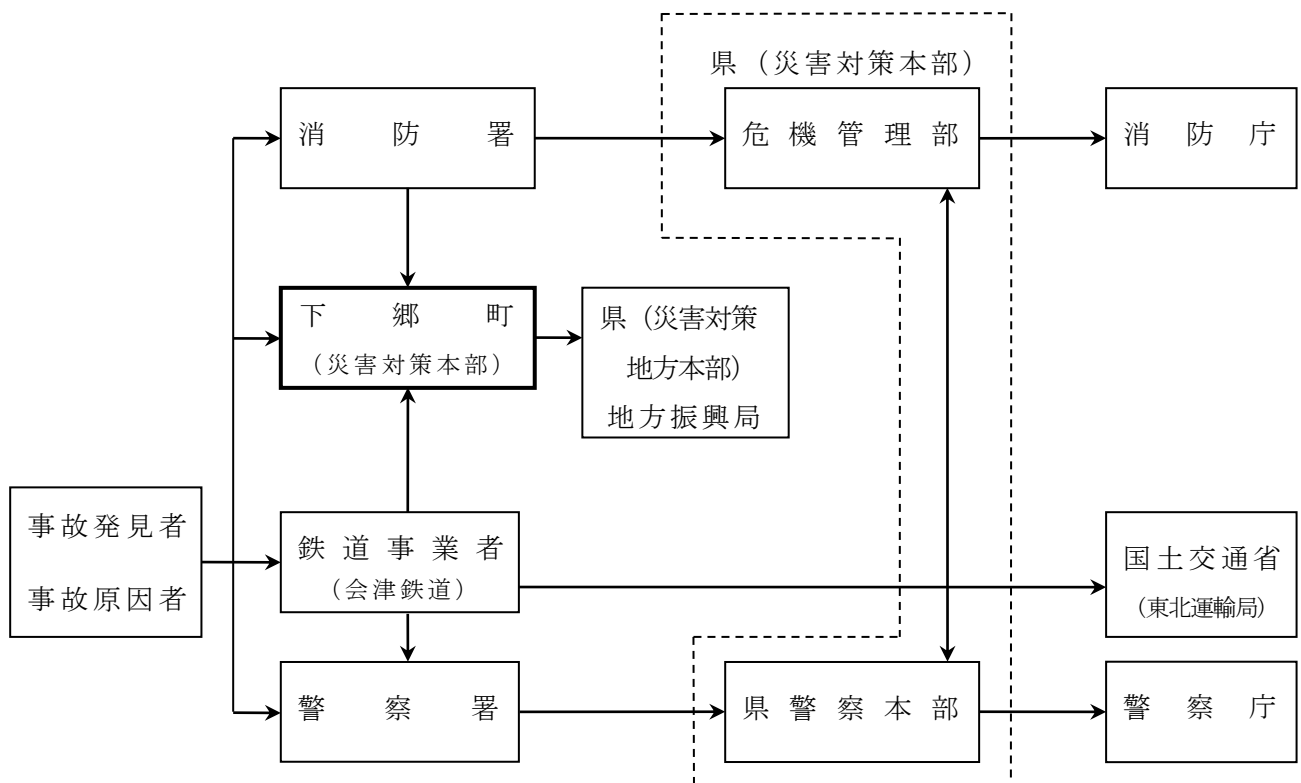 県（災害対策本部）
消防署
危機管理部
消防庁
下郷町
（災害対策本部）
県（災害対策
地方本部）
地方振興局
事故発見者
事故原因者
鉄道事業者
（会津鉄道）
国土交通省
（東北運輸局）
警察署
県警察本部
警察庁